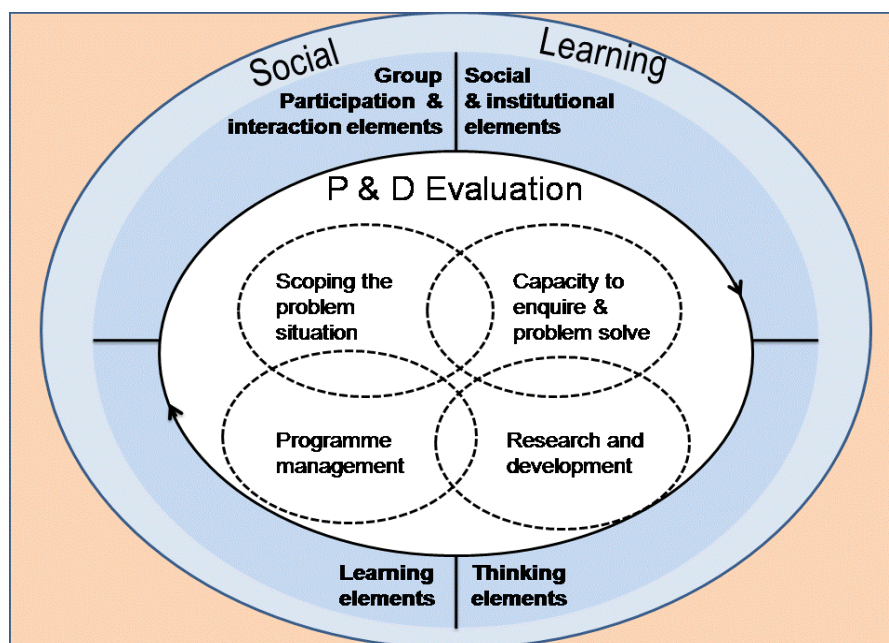 Social Learning
Group
Participation &
interaction elements
Social
& institutional
elements
P & D Evaluation
Scoping the
problem
situation
Capacity to
enquire &
problem solve
Programme
management
Research and
development
Learning
elements
Thinking
elements